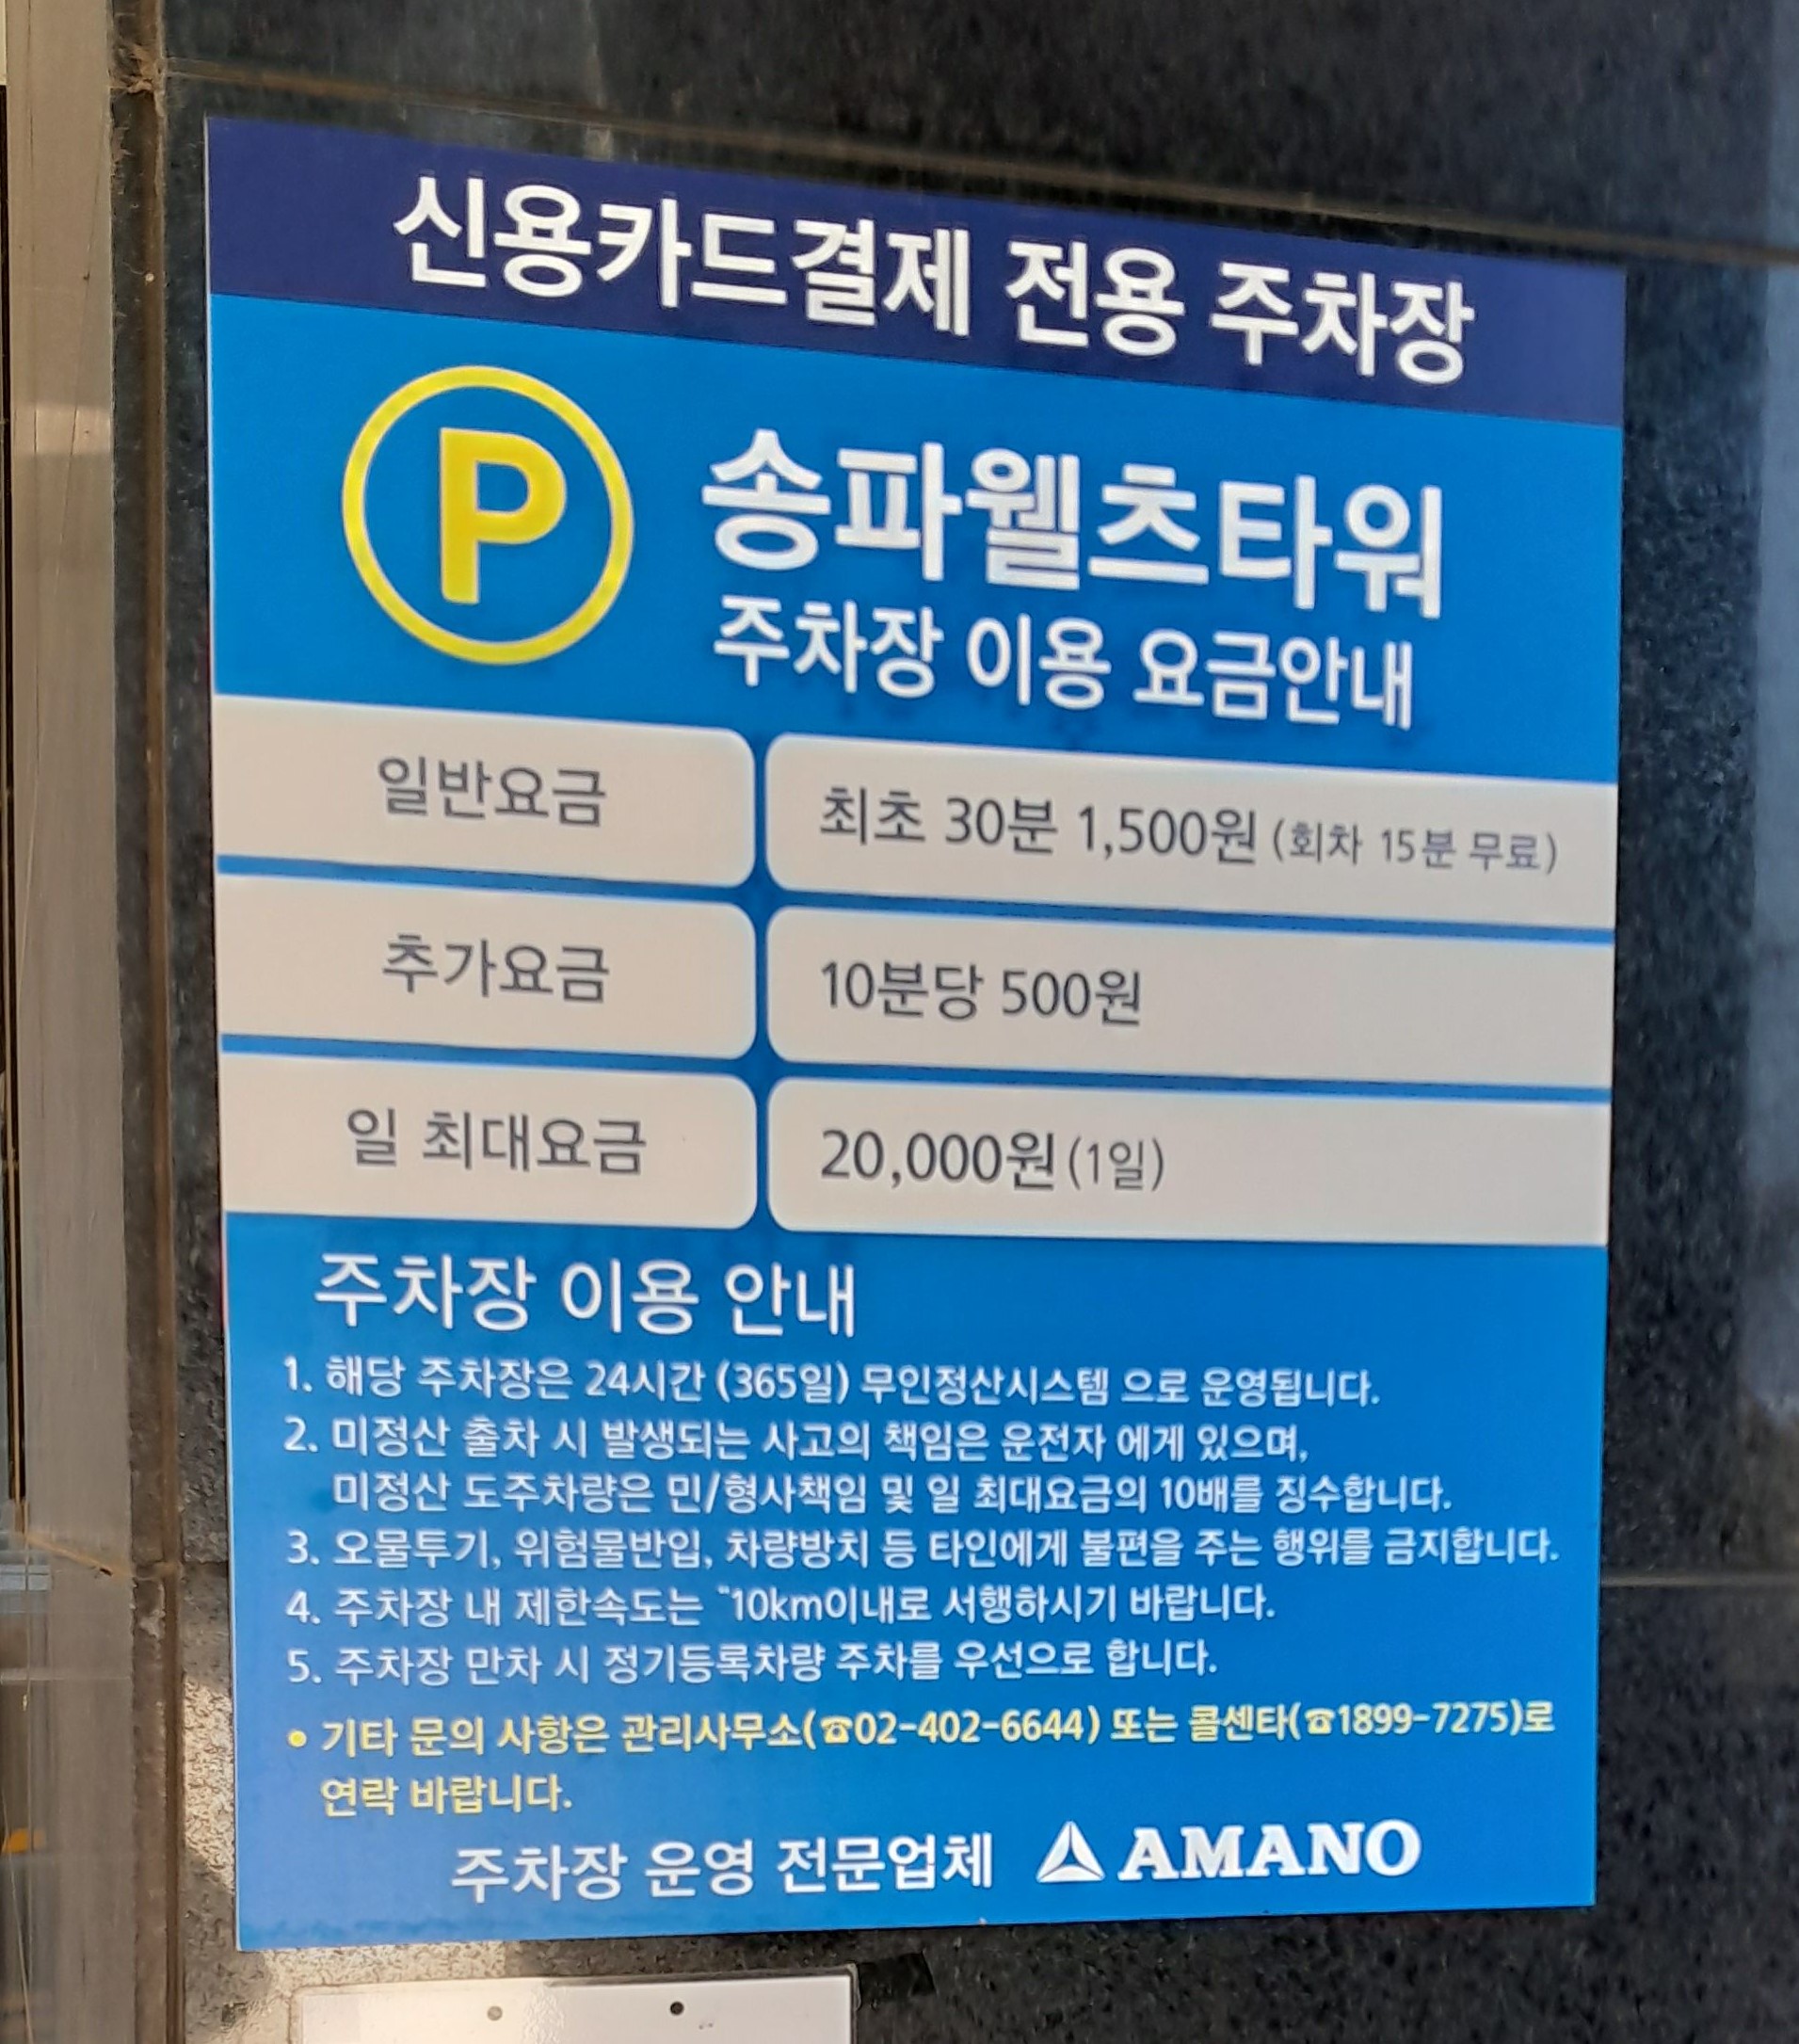 신용카드결제 전용 주차장
P
송파웰츠타워
주차장 이용 요금안내
일반요금 최초 30분 1,500원 (회차 15분 무료)
추가요금 10분당 500원
일 최대요금 20,000원(1일)
주차장 이용 안내
1. 해당 주차장은 24시간 (365일) 무인정산시스템 으로 운영됩니다.
2. 미정산 출차 시 발생되는 사고의 책임은 운전자 에게 있으며,
미정산 도주차량은 민/형사책임 및 일 최대요금의 10배를 징수합니다.
3. 오물투기, 위험물반입, 차량방치 등 타인에게 불편을 주는 행위를 금지합니다.
4. 주차장 내 제한속도는 "10km이내로 서행하시기 바랍니다.
5. 주차장 만차 시 정기등록차량 주차를 우선으로 합니다.
• 기타 문의 사항은 관리사무소(☎02-402-6644) 또는 콜센타(☎1899-7275)로
연락 바랍니다.
주차장 운영 전문업체 AMANO